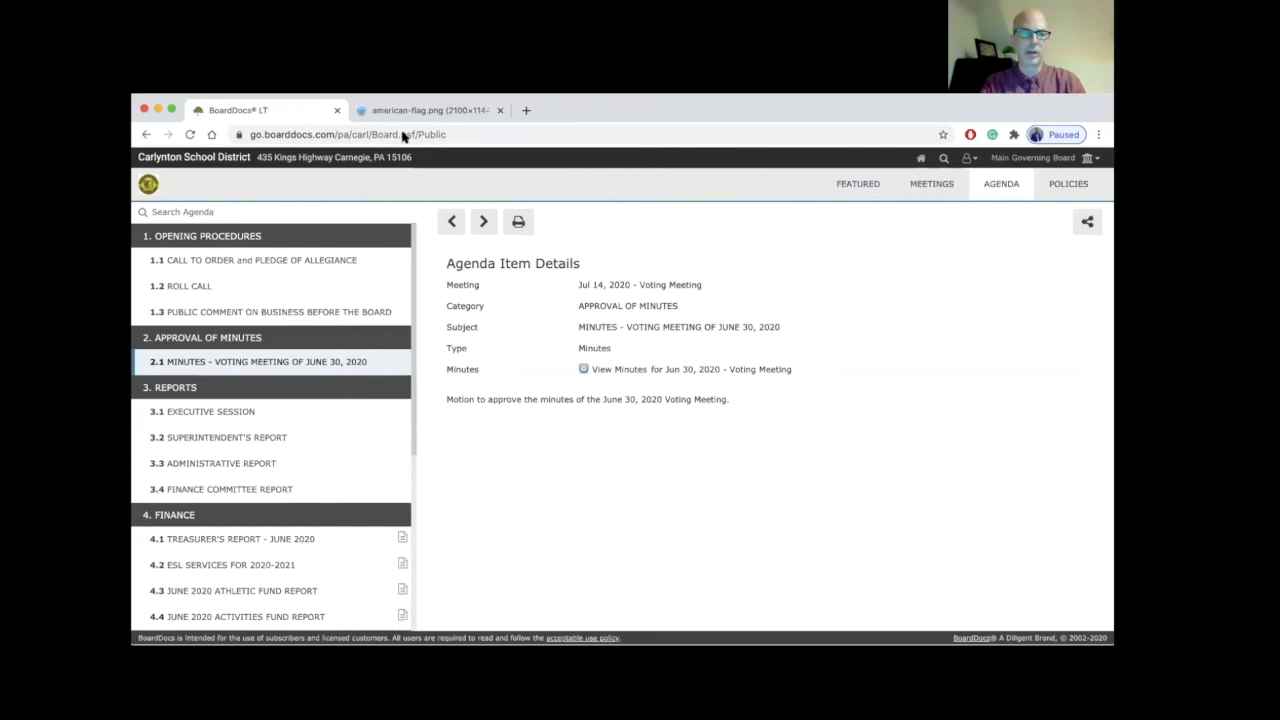 BoardDocs® LT
american-flag.png (2100×114
go.boarddocs.com/pa/carl/Board.nsf/Public
Paused
Carlynton School District 435 Kings Highway Carnegie, PA 15106
Main Governing Board
FEATURED MEETINGS AGENDA POLICIES
Search Agenda
1. OPENING PROCEDURES
1.1 CALL TO ORDER and PLEDGE OF ALLEGIANCE
1.2 ROLL CALL
1.3 PUBLIC COMMENT ON BUSINESS BEFORE THE BOARD
2. APPROVAL OF MINUTES
2.1 MINUTES - VOTING MEETING OF JUNE 30, 2020
3. REPORTS
3.1 EXECUTIVE SESSION
3.2 SUPERINTENDENT'S REPORT
3.3 ADMINISTRATIVE REPORT
3.4 FINANCE COMMITTEE REPORT
4. FINANCE
4.1 TREASURER'S REPORT - JUNE 2020
4.2 ESL SERVICES FOR 2020-2021
4.3 JUNE 2020 ATHLETIC FUND REPORT
4.4 JUNE 2020 ACTIVITIES FUND REPORT
Agenda Item Details
Meeting Jul 14, 2020 - Voting Meeting
Category APPROVAL OF MINUTES
Subject MINUTES - VOTING MEETING OF JUNE 30, 2020
Type Minutes
Minutes View Minutes for Jun 30, 2020 - Voting Meeting
Motion to approve the minutes of the June 30, 2020 Voting Meeting.
BoardDocs is intended for the use of subscribers and licensed customers. All users are required to read and follow the acceptable use policy.
BoardDocs® A Diligent Brand, © 2002-2020